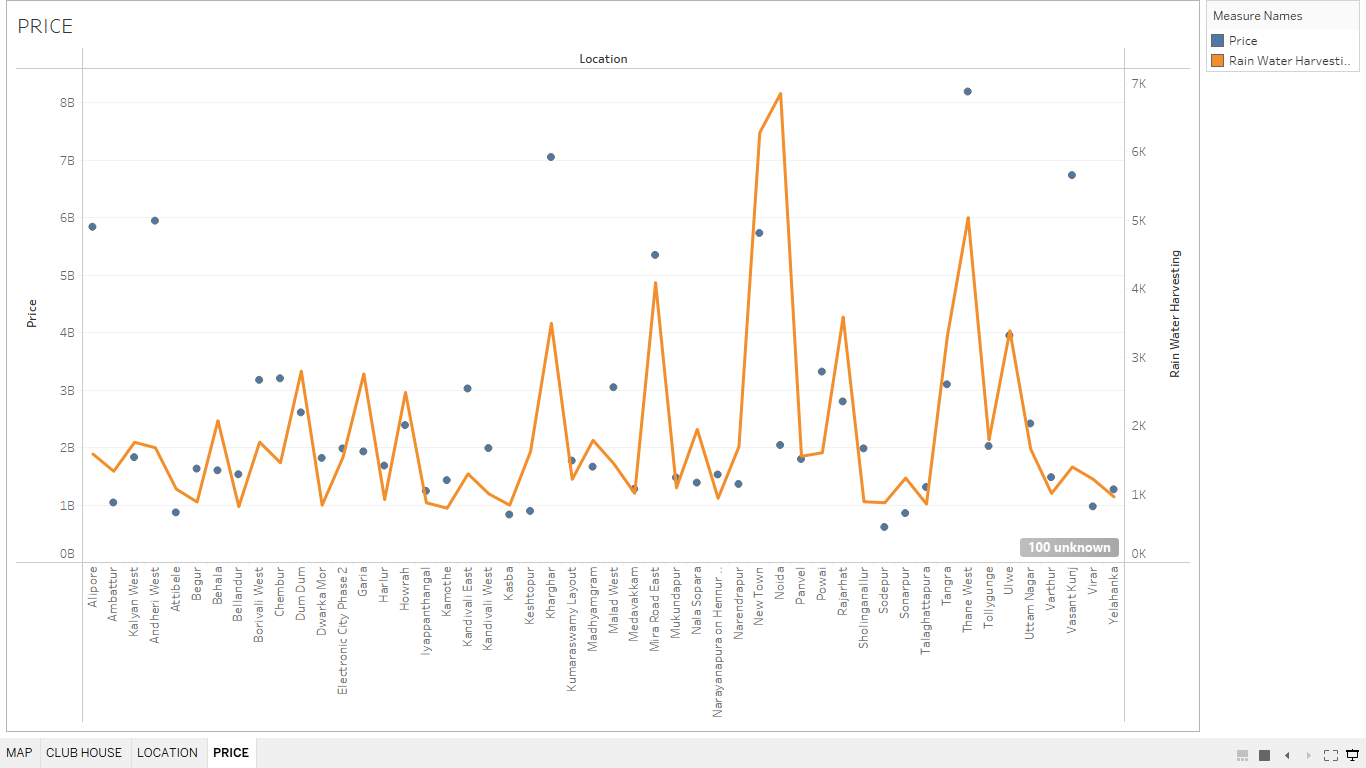 PRICE
Measure Names
Price
Rain Water Harvesti..
Location
8B
7B
6B
5B
4B
3B
2B
1B
0B
Price
7K
6K
5K
4K
3K
2K
1K
0K
Rain Water Harvesting
100 unknown
Alipore
Ambattur
Kalyan West
Andheri West
Attibele
Begur
Behala
Bellandur
Borivali West
Chembur
Dum Dum
Dwarka Mor
Electronic City Phase 2
Garia
Harlur
Howrah
Iyappanthangal
Kamothe
Kandivali East
Kandivali West
Kasba
Keshtopur
Kharghar
Kumaraswamy Layout
Madhyamgram
Malad West
Medavakkam
Mira Road East
Mukundapur
Nala Sopara
Narayanapura on Hennur ..
Narendrapur
New Town
Noida
Panvel
Powai
Rajarhat
Sholinganallur
Sodepur
Sonarpur
Talaghattapura
Tangra
Thane West
Tollygunge
Ulwe
Uttam Nagar
Varthur
Vasant Kunj
Virar
Yelahanka
MAP CLUB HOUSE LOCATION PRICE